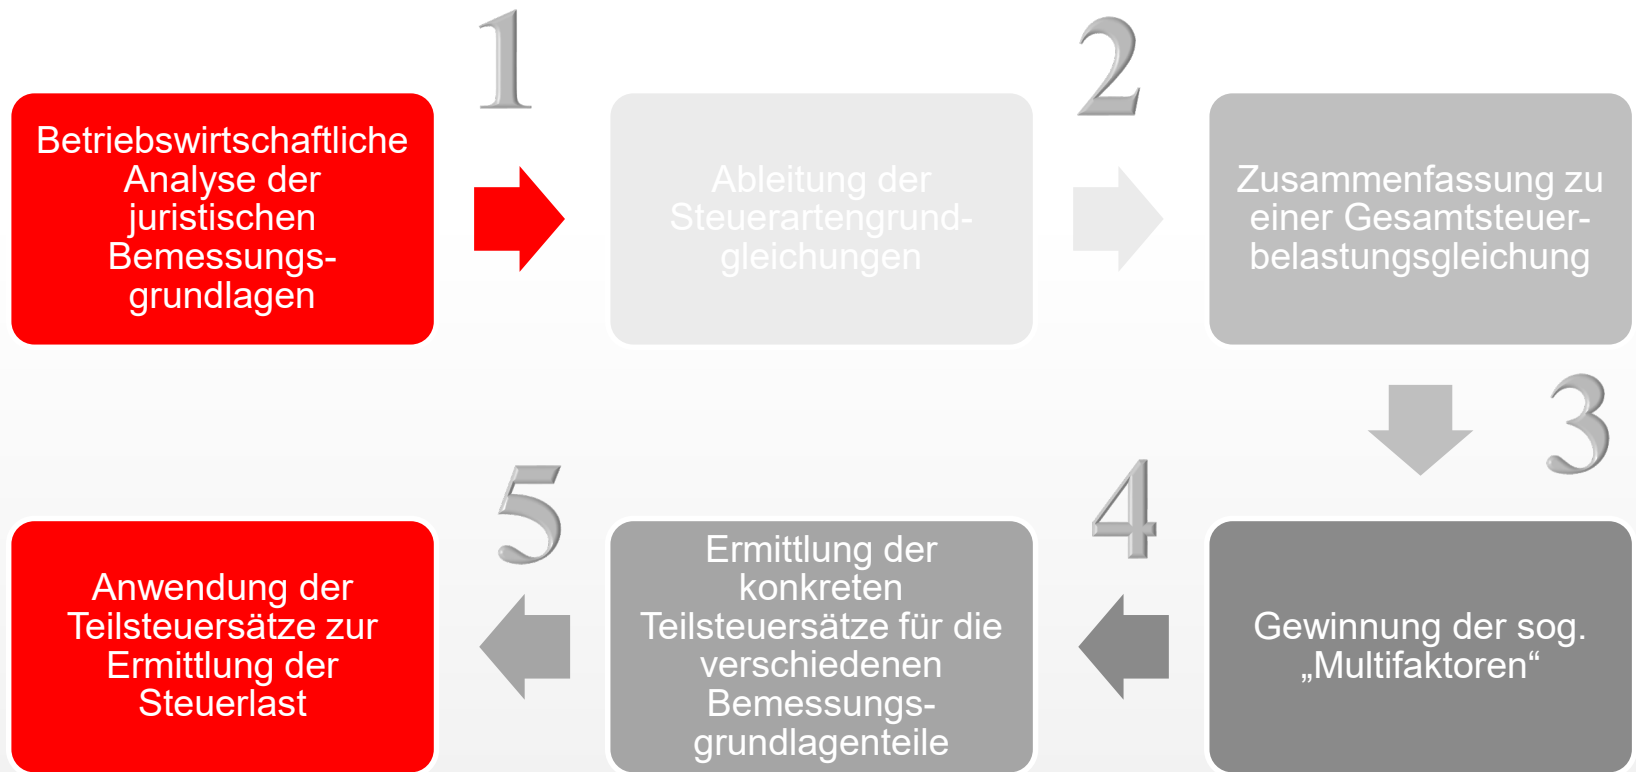 1
2
Betriebswirtschaftliche
Analyse der
juristischen
Bemessungs-
grundlagen
Ableitung der
Steuerartengrund-
gleichungen
Zusammenfassung zu
einer Gesamtsteuer-
belastungsgleichung
3
Gewinnung der sog.
„Multifaktoren“
4
Ermittlung der
konkreten
Teilsteuersätze für die
verschiedenen
Bemessungs-
grundlagenteile
5
Anwendung der
Teilsteuersätze zur
Ermittlung der
Steuerlast